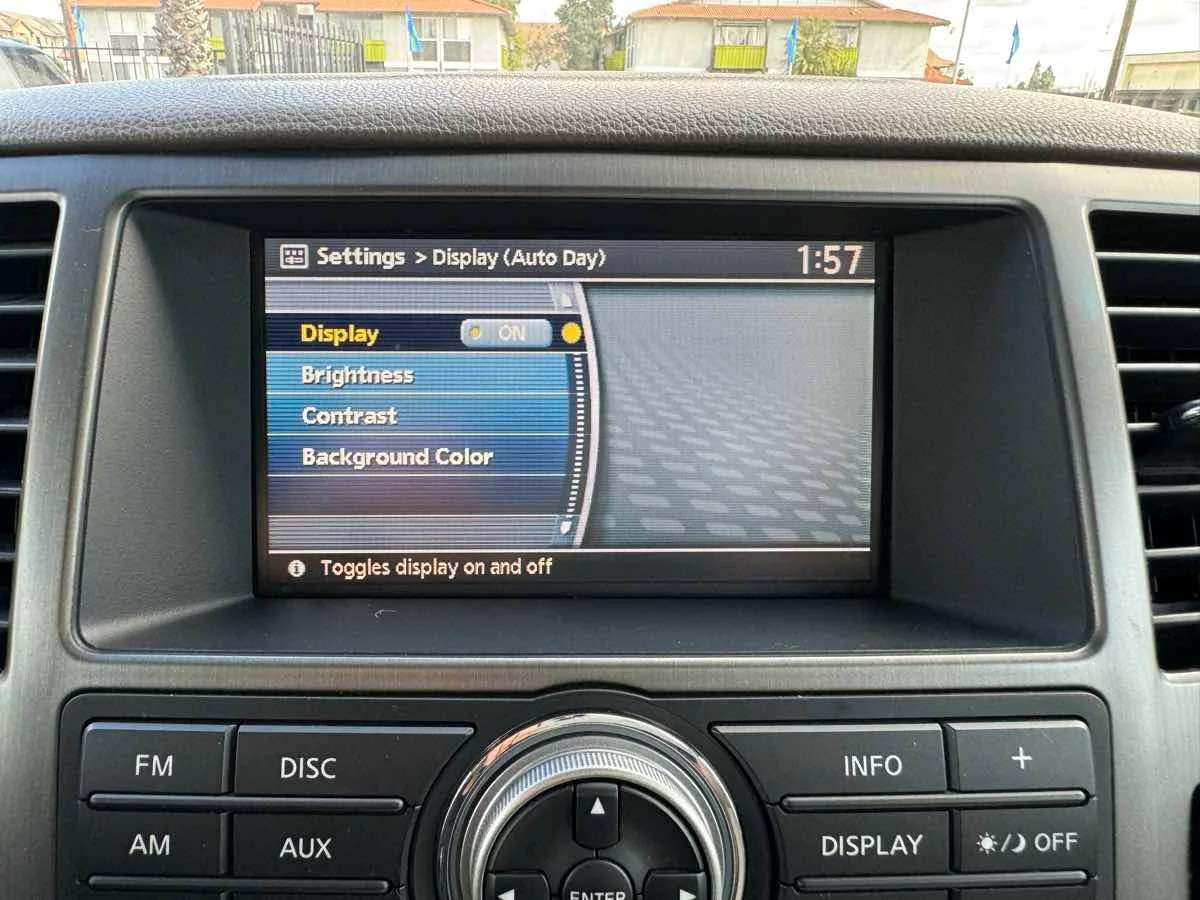 Settings > Display (Auto Day) 1:57
Display ON
Brightness
Contrast
Background Color
Toggles display on and off
FM DISC INFO +
AM AUX DISPLAY OFF
ENTER